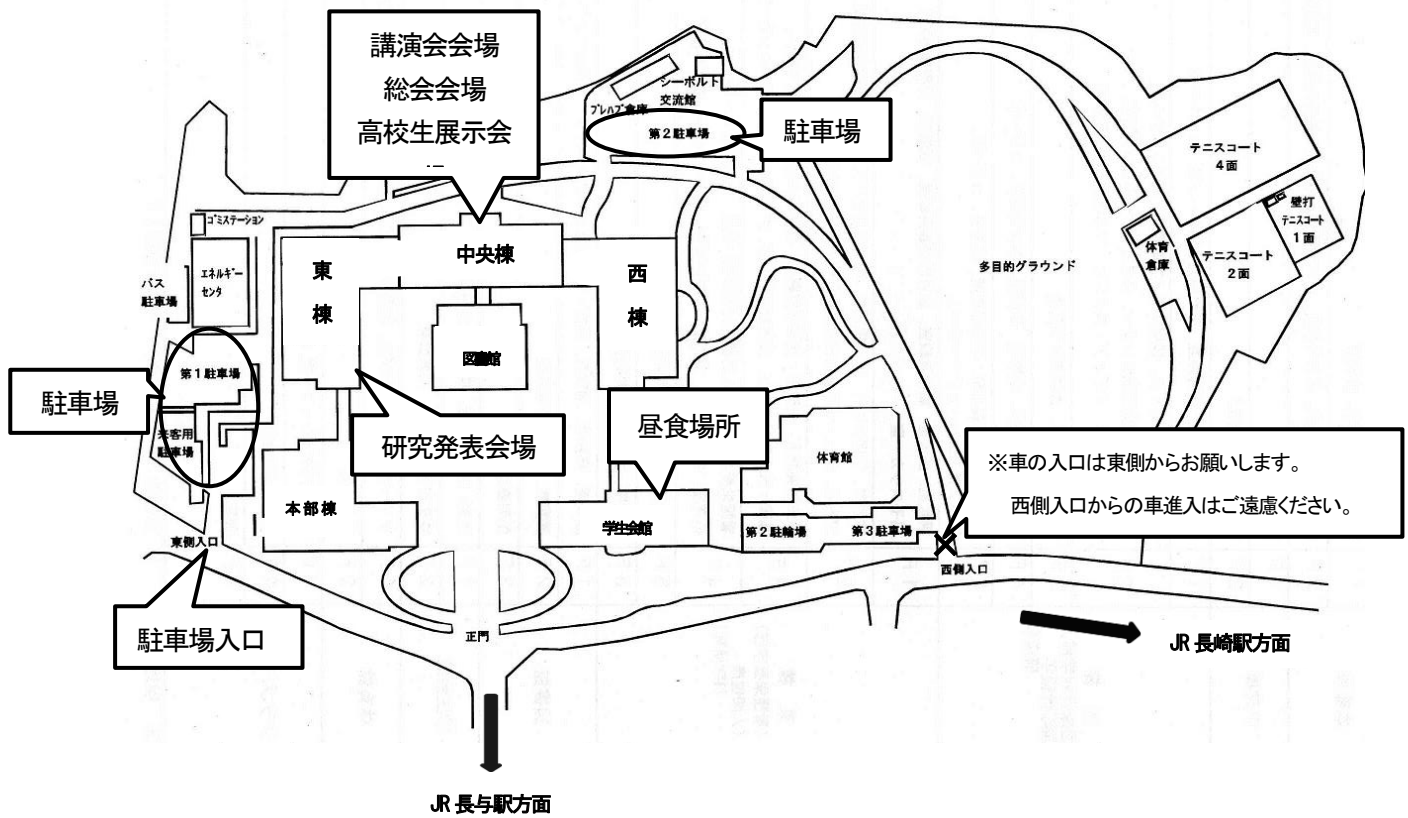 講演会会場
総会会場
高校生展示会
シーボルト
交流館
プレハブ倉庫
第2駐車場
駐車場
テニスコート
4面
壁打
テニスコート
1面
テニスコート
2面
体育
倉庫
多目的グラウンド
ゴミステーション
エネルギー
センタ
バス
駐車場
東棟
中央棟
西棟
図書館
第1駐車場
駐車場
来客用
駐車場
研究発表会場
昼食場所
体育館
※車の入口は東側からお願いします。
西側入口からの車進入はご遠慮ください。
本部棟
学生会館
第2駐輪場
第3駐車場
東側入口
西側入口
駐車場入口
正門
JR 長崎駅方面
JR 長与駅方面